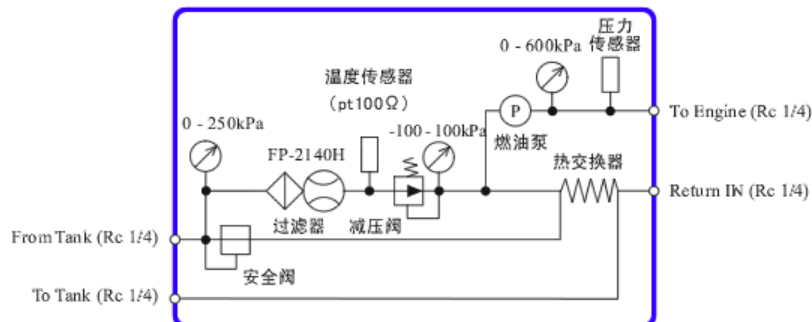 压力
传感器
0 - 600kPa
温度传感器
(pt100Ω)
0 - 250kPa
-100 - 100kPa
P
To Engine (Rc 1/4)
燃油泵
FP-2140H
热交换器
Return IN (Rc 1/4)
过滤器
减压阀
From Tank (Rc 1/4)
安全阀
To Tank (Rc 1/4)